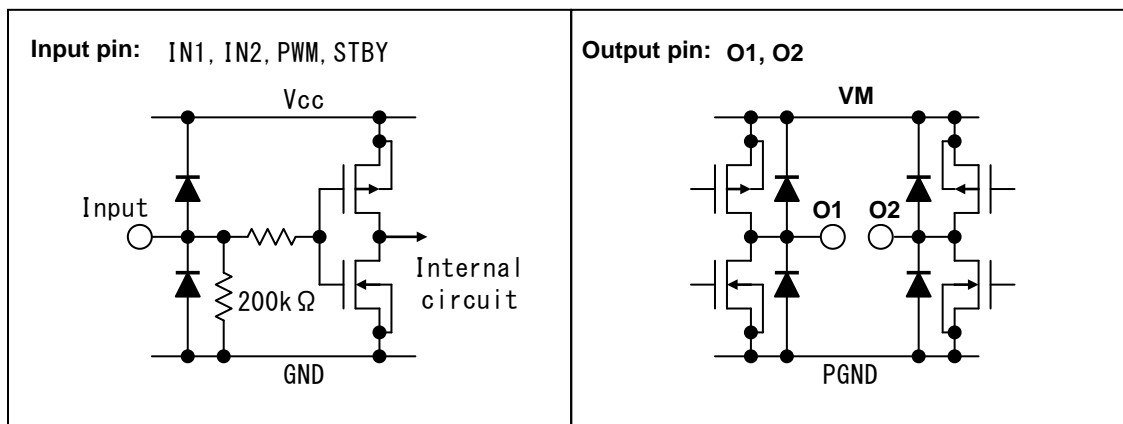 Input pin: IN1, IN2, PWM, STBY
Vcc
Input
200kΩ
Internal
circuit
GND
Output pin: O1, O2
VM
O1 O2
PGND